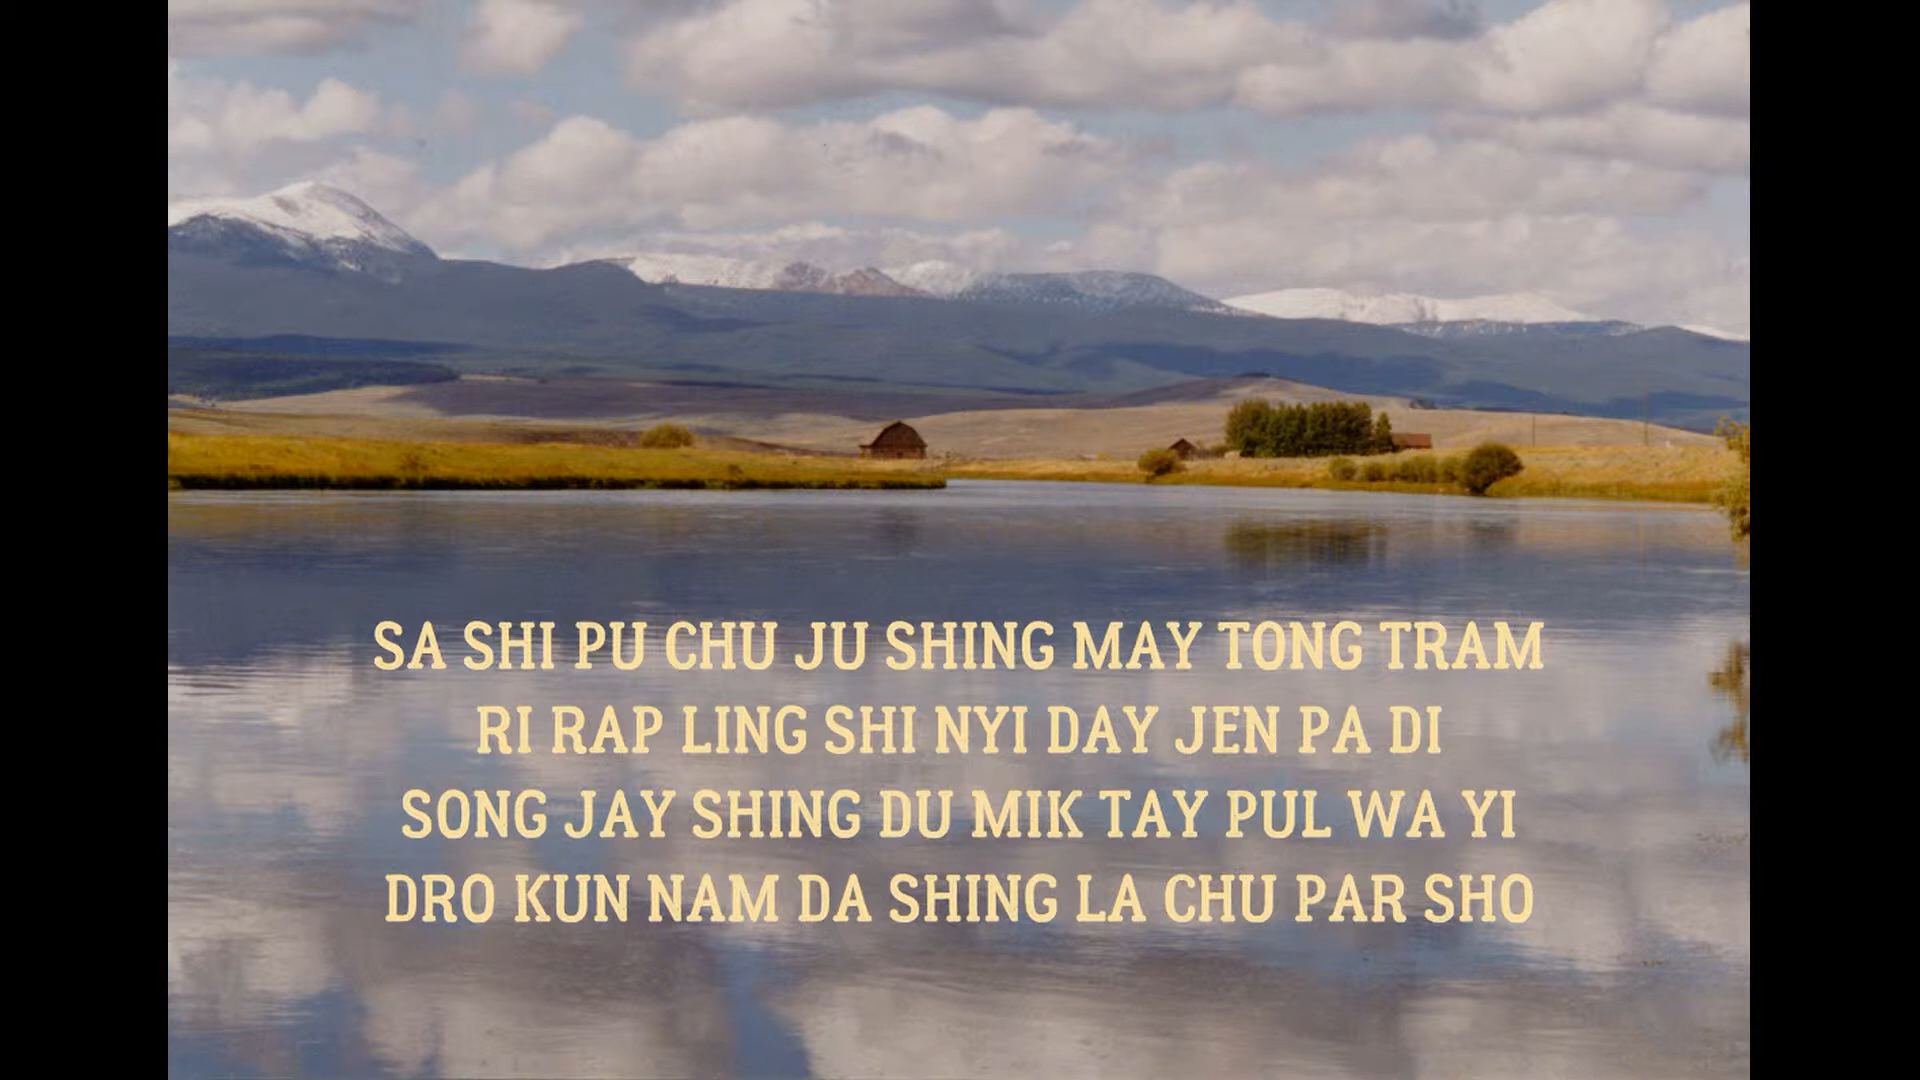 SA SHI PU CHU JU SHING MAY TONG TRAM
RI RAP LING SHI NYI DAY JEN PA DI
SONG JAY SHING DU MIK TAY PUL WA YI
DRO KUN NAM DA SHING LA CHU PAR SHO